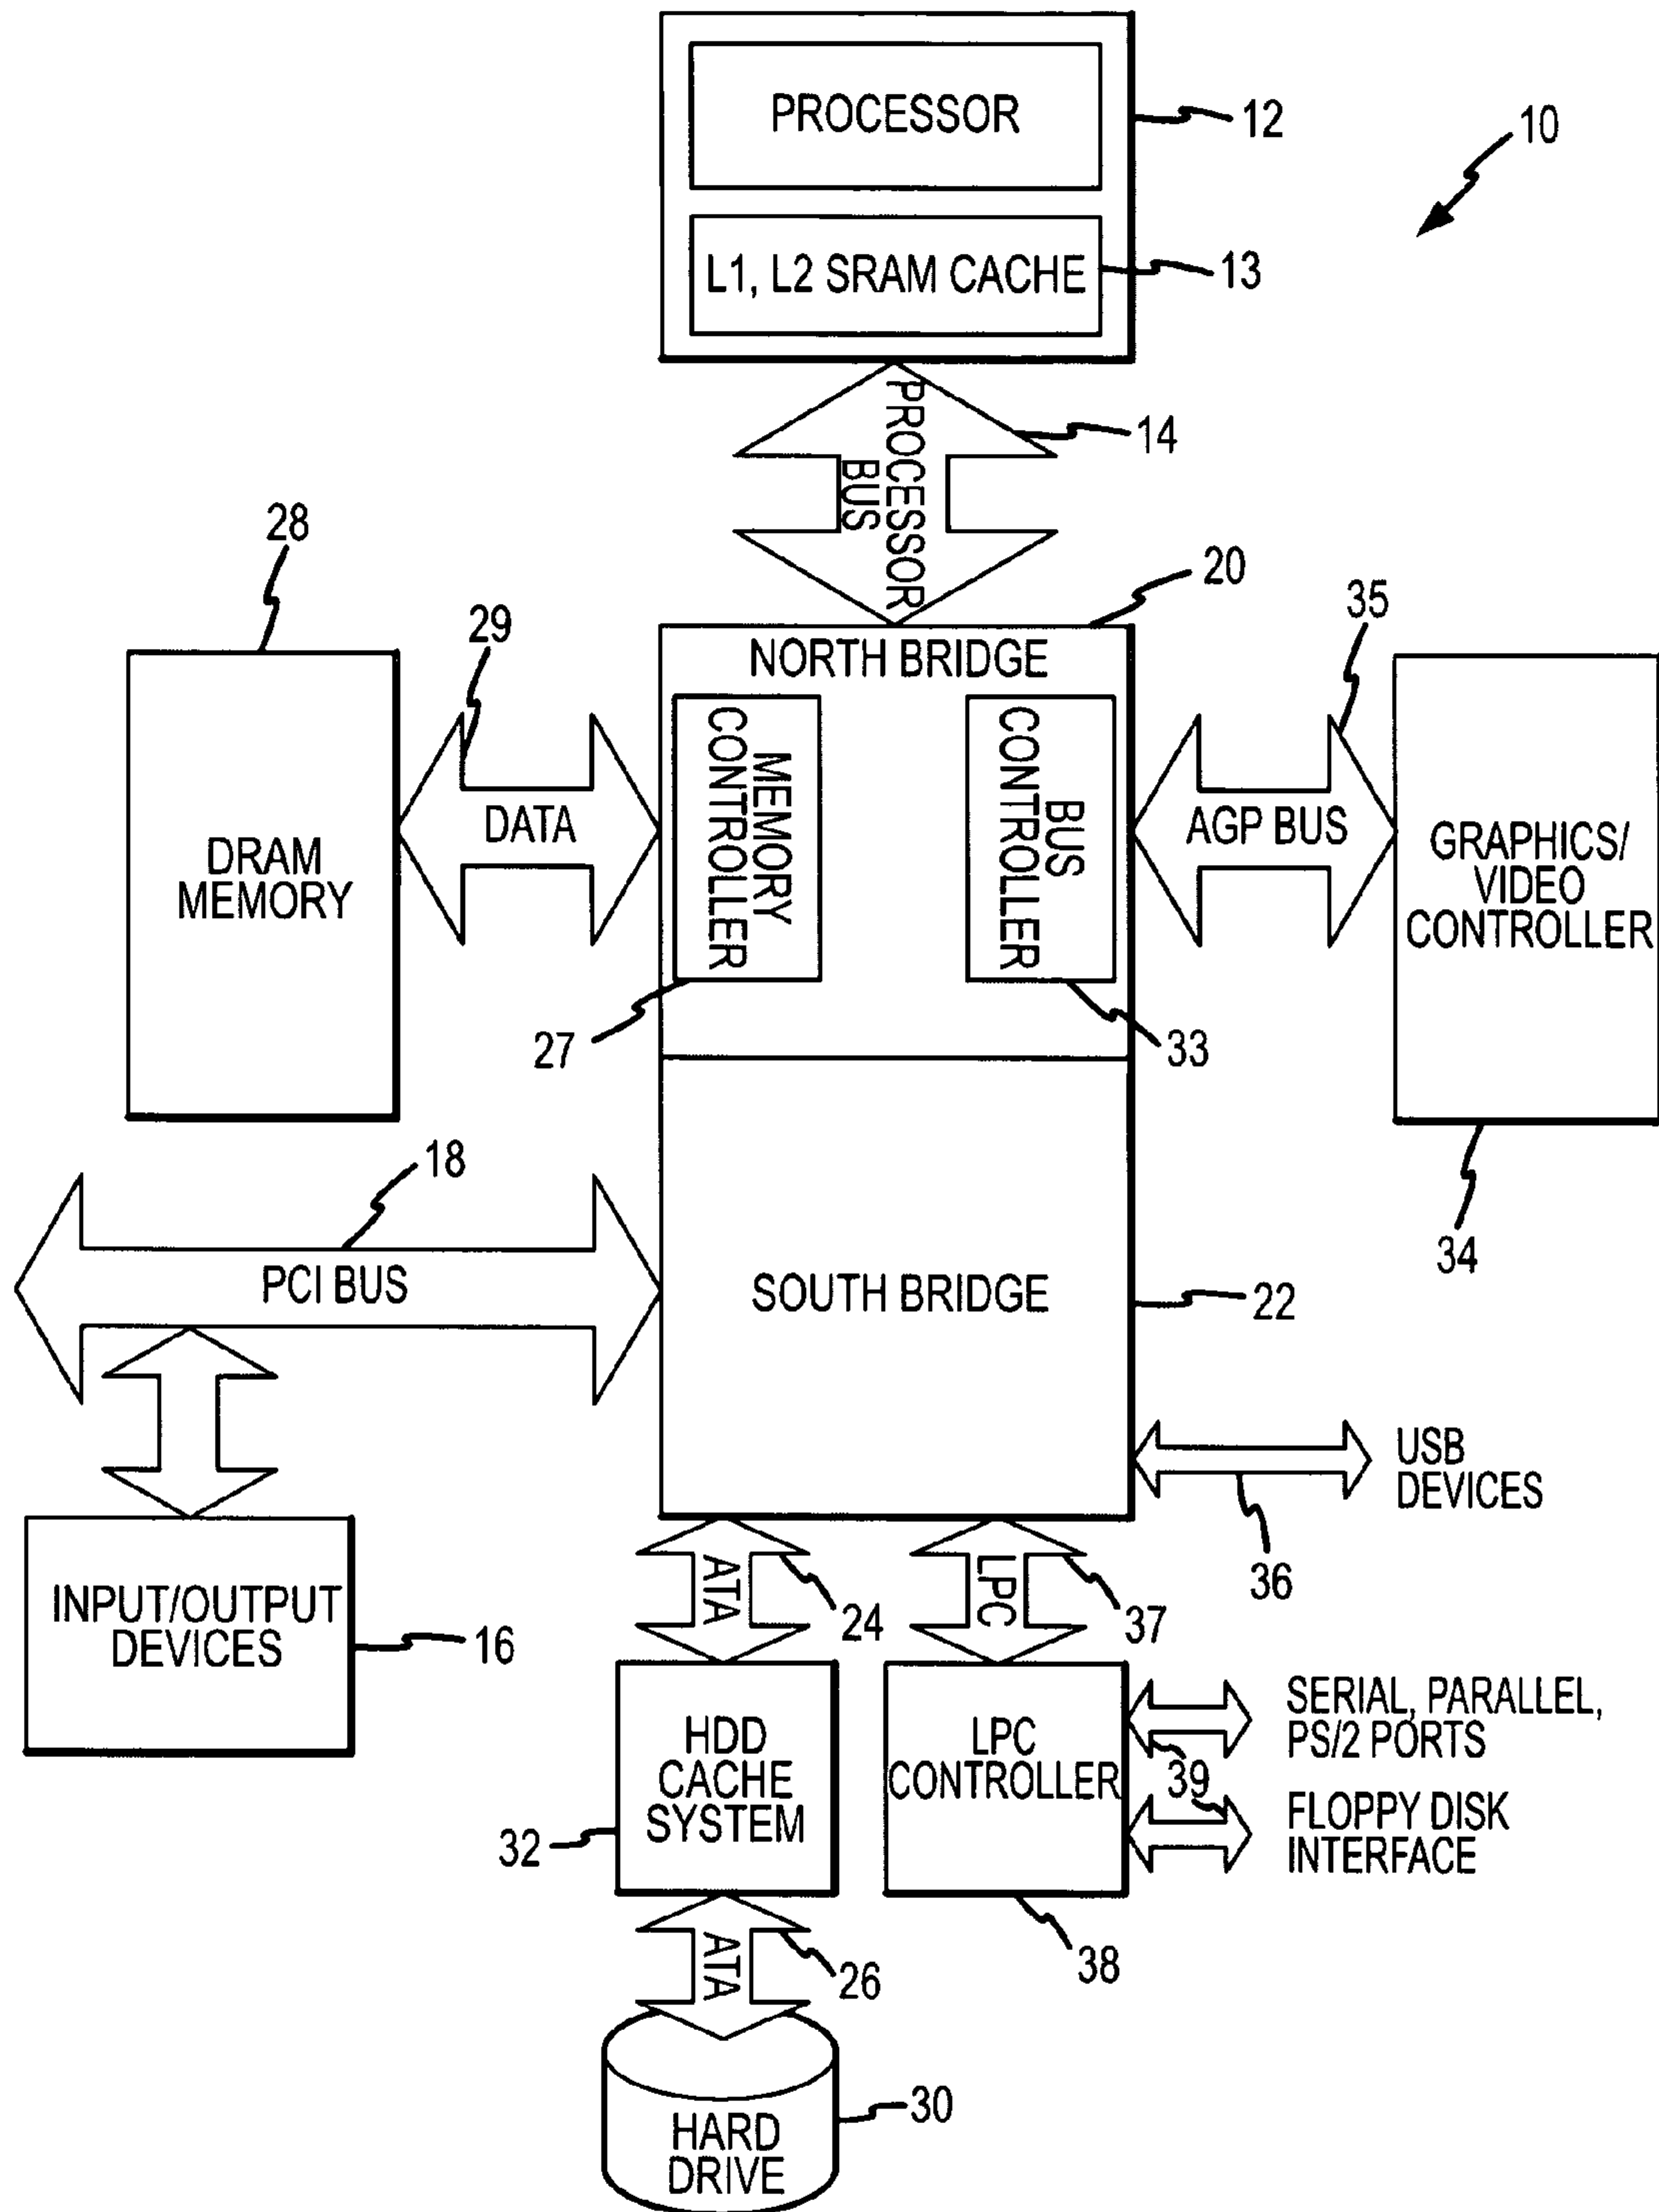 PROCESSOR
12
10
L1, L2 SRAM CACHE
13
PROCESSOR
BUS
14
28
29
20
35
NORTH BRIDGE
MEMORY
CONTROLLER
BUS
CONTROLLER
DATA
AGP BUS
DRAM
MEMORY
GRAPHICS/
VIDEO
CONTROLLER
27
33
18
34
PCI BUS
SOUTH BRIDGE
22
USB
DEVICES
36
ATA
24
LPC
37
INPUT/OUTPUT
DEVICES
16
HDD
CACHE
SYSTEM
32
LPC
CONTROLLER
SERIAL, PARALLEL,
PS/2 PORTS
39
FLOPPY DISK
INTERFACE
38
ATA
26
HARD
DRIVE
30